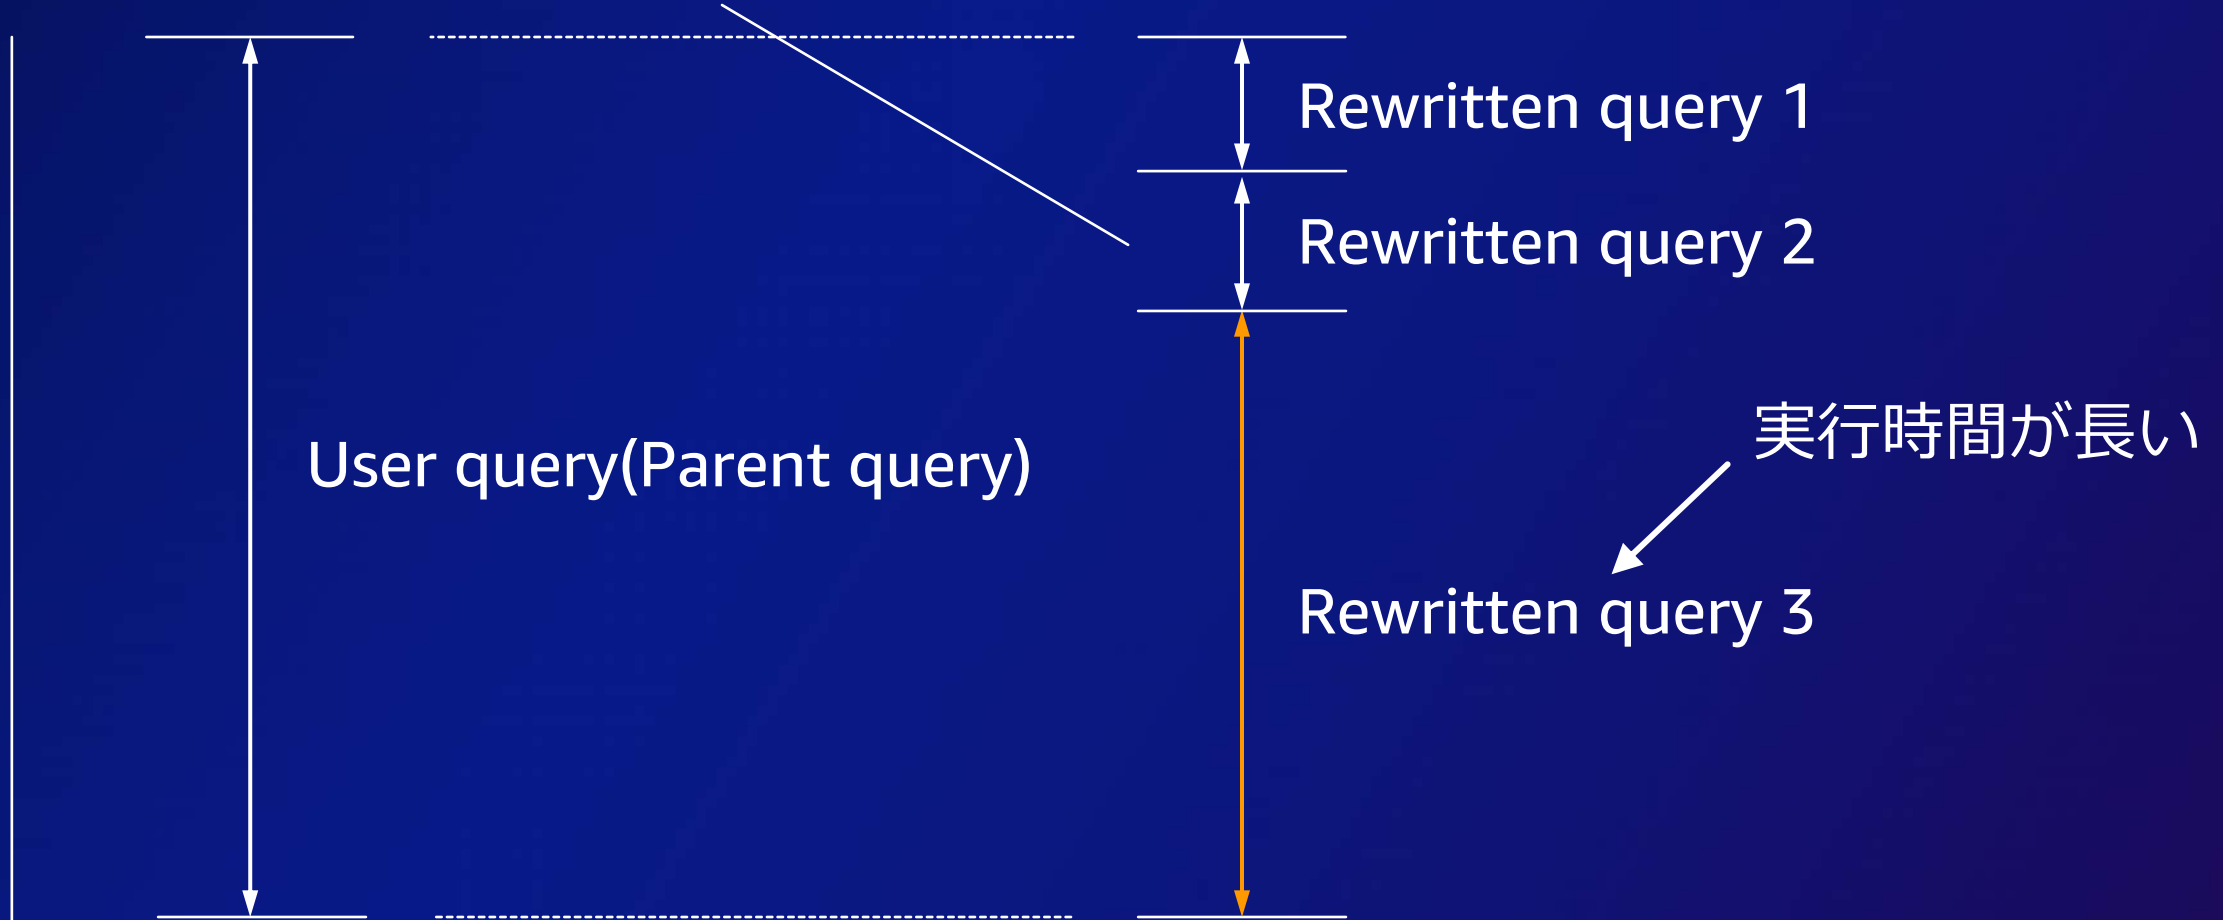 Rewritten query 1
Rewritten query 2
User query(Parent query)
実行時間が長い
Rewritten query 3